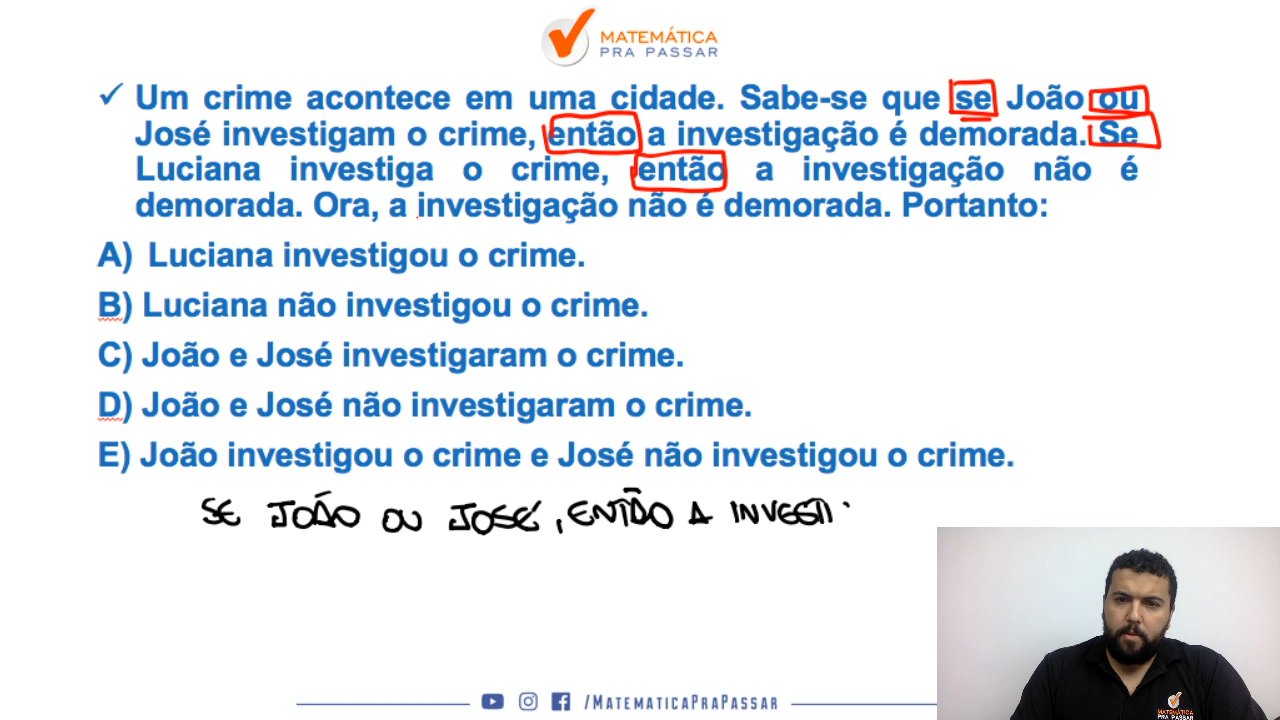 MATEMÁTICA
PRA PASSAR
Um crime acontece em uma cidade. Sabe-se que se João ou
José investigam o crime, então a investigação é demorada. Se
Luciana investiga o crime, então a investigação não é
demorada. Ora, a investigação não é demorada. Portanto:
A) Luciana investigou o crime.
B) Luciana não investigou o crime.
C) João e José investigaram o crime.
D) João e José não investigaram o crime.
E) João investigou o crime e José não investigou o crime.
SE JOÃO OU JOSÉ, ENTÃO A INVESTI
/MATEMATICAPRAPASSAR
MATEMÁTICA
PRA PASSAR